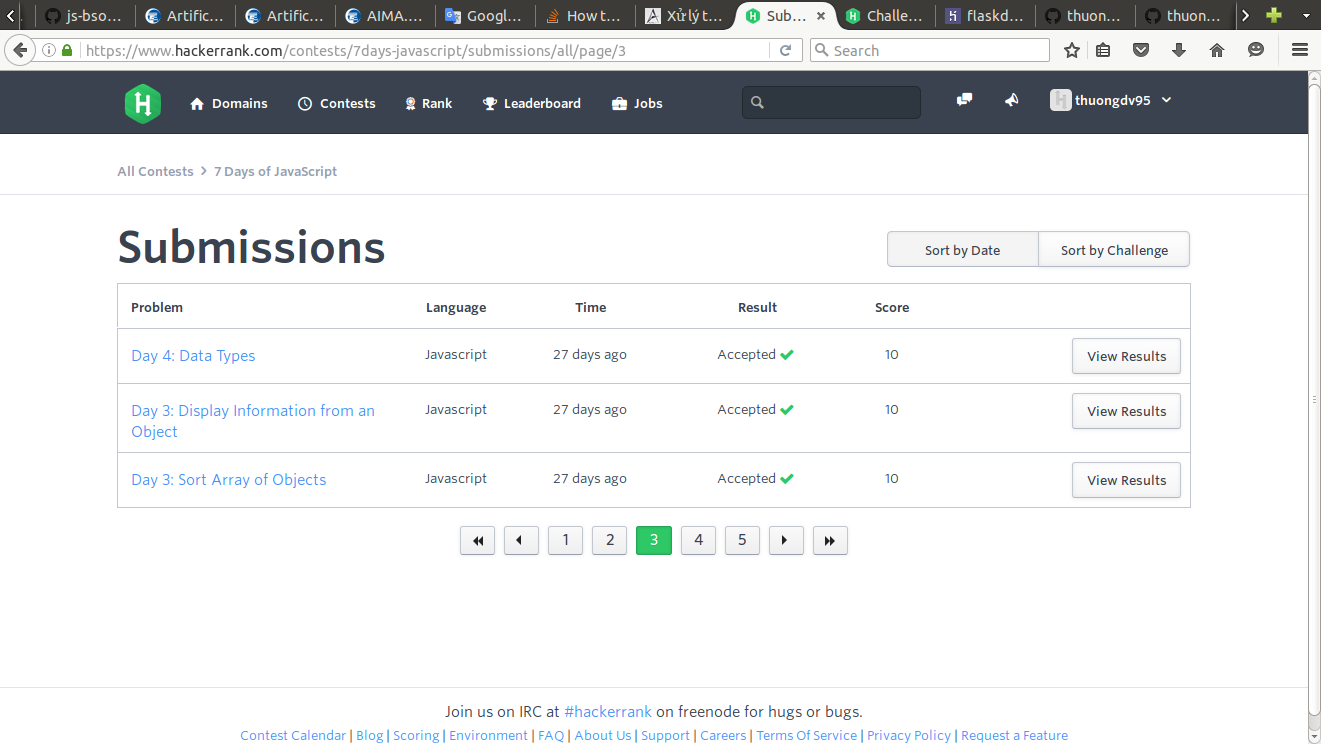 js-bso... Artific... Artific... AIMA.... Googl... How t... Xử lý t... Sub... Challe... flaskd... thuon... thuon...
https://www.hackerrank.com/contests/7days-javascript/submissions/all/page/3 Search
Domains Contests Rank Leaderboard Jobs thuongdv95
All Contests > 7 Days of JavaScript
Submissions Sort by Date Sort by Challenge
Problem Language Time Result Score
Day 4: Data Types Javascript 27 days ago Accepted 10 View Results
Day 3: Display Information from an Javascript 27 days ago Accepted 10 View Results
Object
Day 3: Sort Array of Objects Javascript 27 days ago Accepted 10 View Results
1 2 3 4 5
Join us on IRC at #hackerrank on freenode for hugs or bugs.
Contest Calendar | Blog | Scoring | Environment | FAQ | About Us | Support | Careers | Terms Of Service | Privacy Policy | Request a Feature